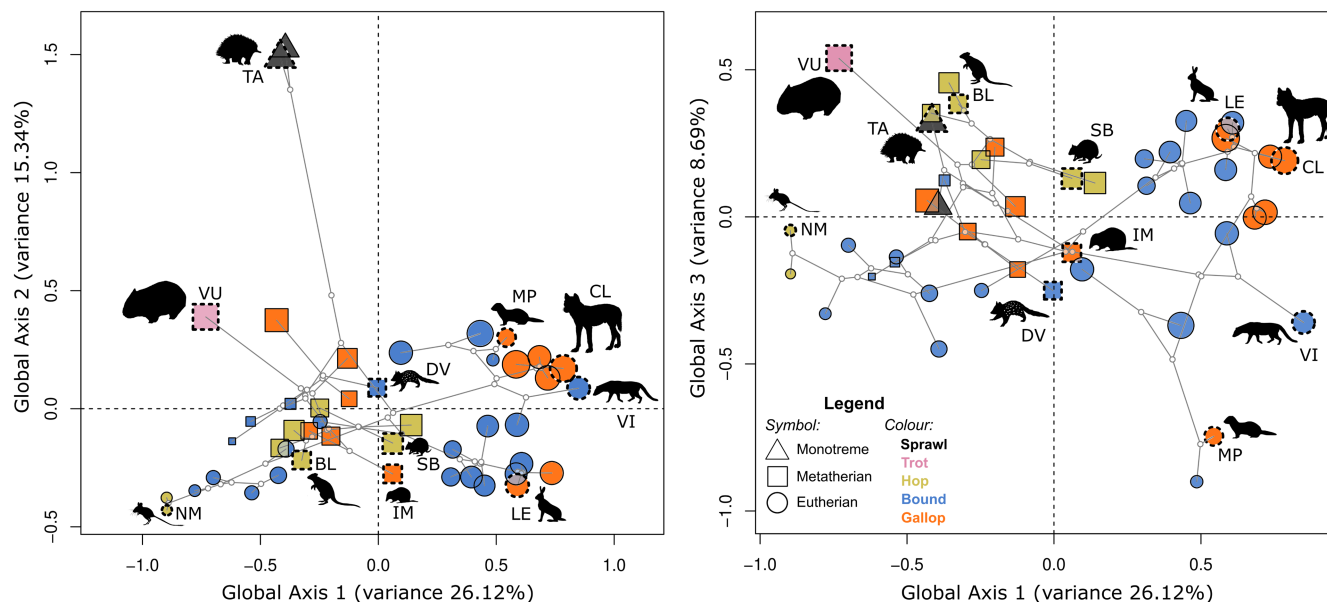 Global Axis 2 (variance 15.34%)
1.5
1.0
0.5
0.0
−0.5
TA
VU
MP
CL
DV
VI
BL
SB
NM
IM
LE
−1.0 −0.5 0.0 0.5 1.0
Global Axis 1 (variance 26.12%)
Global Axis 3 (variance 8.69%)
0.5
0.0
−0.5
−1.0
VU
BL
LE
TA
SB
CL
NM
IM
DV
VI
MP
Legend
Symbol: Colour:
Monotreme
Metatherian
Eutherian
Sprawl
Trot
Hop
Bound
Gallop
−1.0 −0.5 0.0 0.5
Global Axis 1 (variance 26.12%)